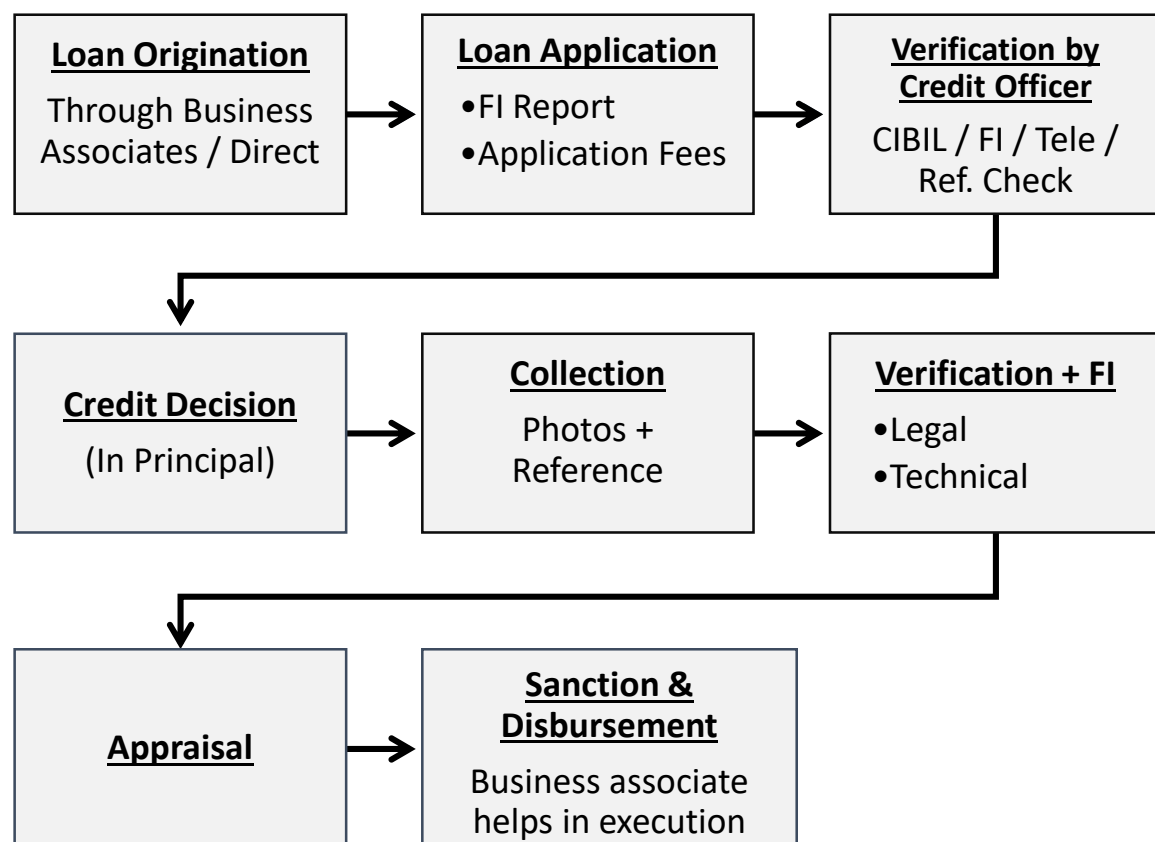 Loan Origination
Through Business
Associates / Direct
Loan Application
•FI Report
•Application Fees
Verification by
Credit Officer
CIBIL / FI / Tele /
Ref. Check
Credit Decision
(In Principal)
Collection
Photos +
Reference
Verification + FI
•Legal
•Technical
Appraisal
Sanction &
Disbursement
Business associate
helps in execution